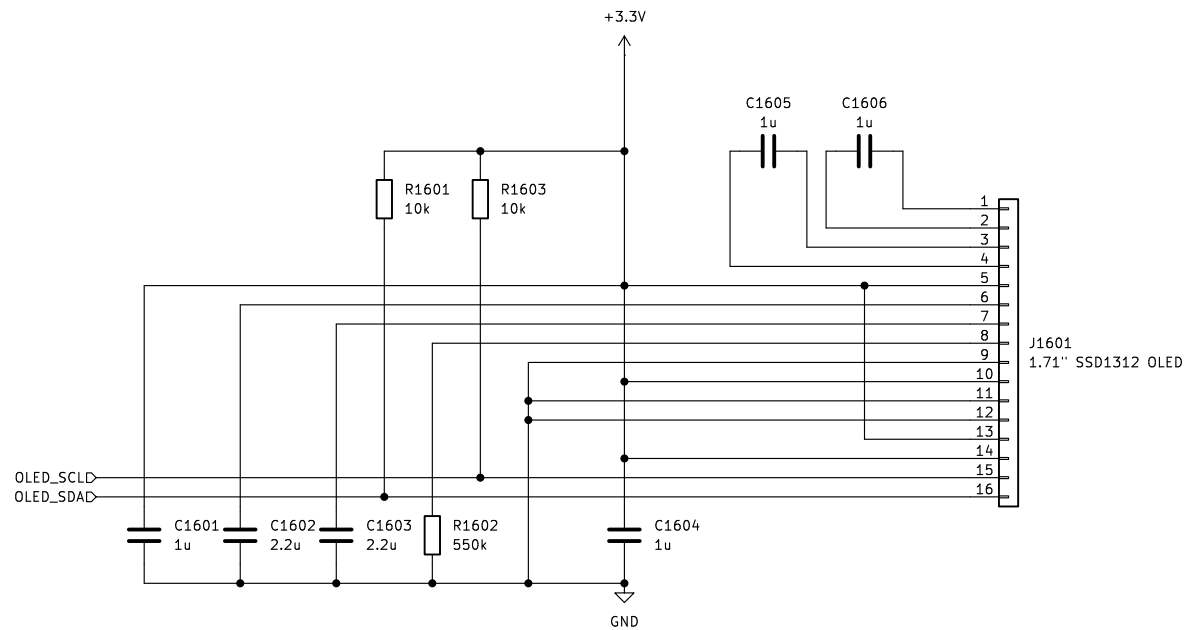 +3.3V
C1605
1u
C1606
1u
R1601
10k
R1603
10k
1
2
3
4
5
6
7
8
9
10
11
12
13
14
15
16
J1601
1.71" SSD1312 OLED
OLED_SCL
OLED_SDA
C1601
1u
C1602
2.2u
C1603
2.2u
R1602
550k
C1604
1u
GND